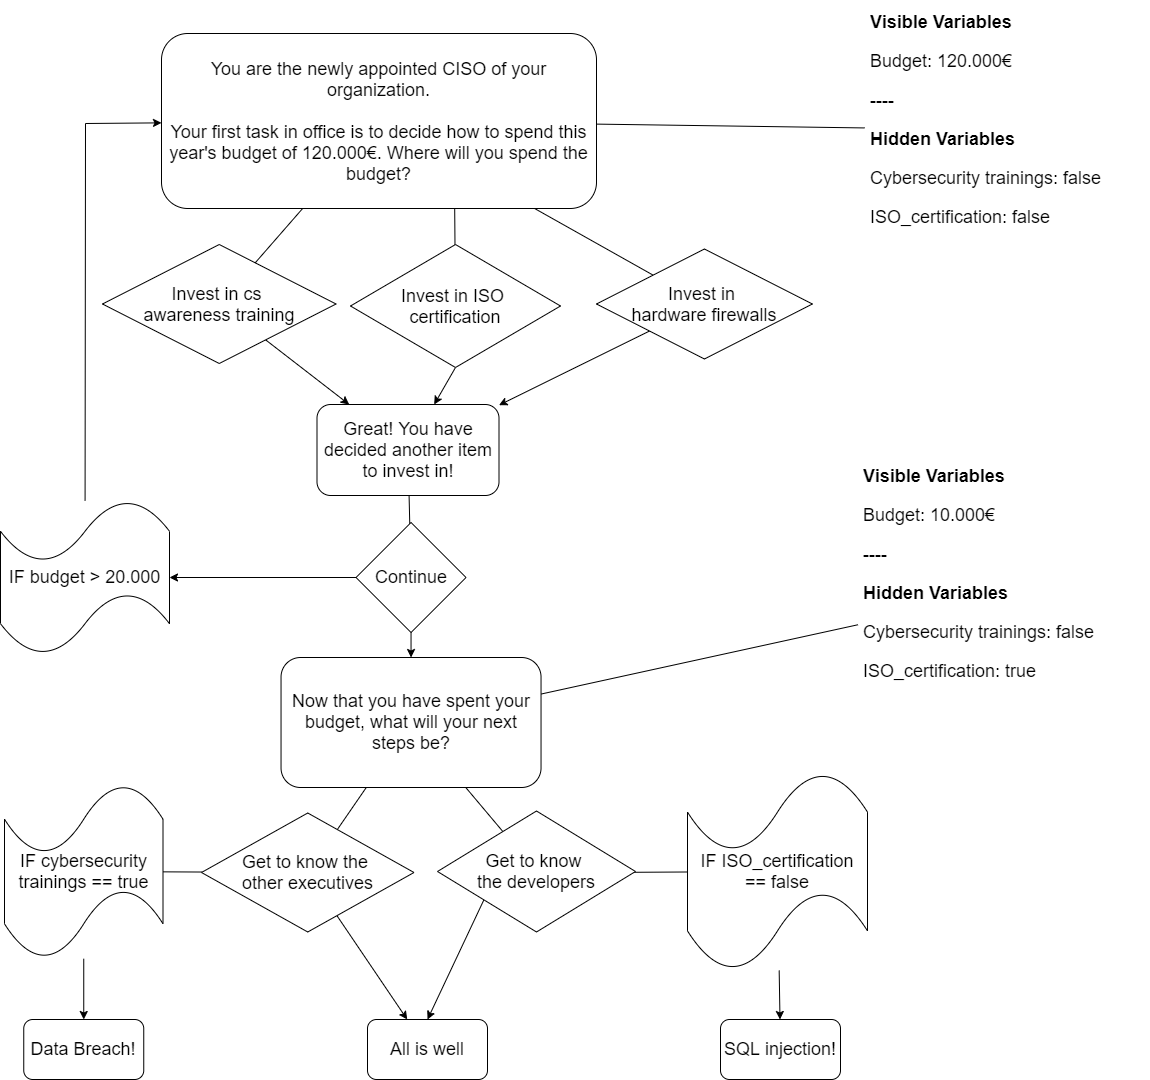 Visible Variables
Budget: 120.000€
----
Hidden Variables
Cybersecurity trainings: false
ISO_certification: false
You are the newly appointed CISO of your
organization.
Your first task in office is to decide how to spend this
year's budget of 120.000€. Where will you spend the
budget?
Invest in cs
awareness training
Invest in ISO
certification
Invest in
hardware firewalls
Great! You have
decided another item
to invest in!
Continue
IF budget > 20.000
Visible Variables
Budget: 10.000€
----
Hidden Variables
Cybersecurity trainings: false
ISO_certification: true
Now that you have spent your
budget, what will your next
steps be?
IF cybersecurity
trainings == true
Get to know the
other executives
Get to know
the developers
IF ISO_certification
== false
Data Breach!
All is well
SQL injection!